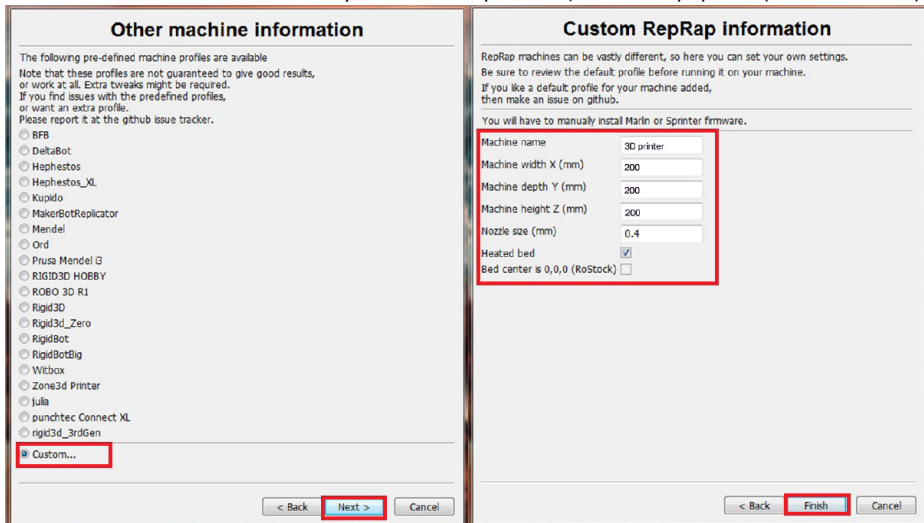 Other machine information
The following pre-defined machine profiles are available
Note that these profiles are not guaranteed to give good results,
or work at all. Extra tweaks might be required.
If you find issues with the predefined profiles,
or want an extra profile.
Please report it at the github issue tracker.
BFB
DeltaBot
Hephestos
Hephestos_XL
Kupido
MakerBotReplicator
Mendel
Ord
Prusa Mendel i3
RIGID3D HOBBY
ROBO 3D R1
Rigid3D
Rigid3d_Zero
RigidBot
RigidBotBig
Witbox
Zone3d Printer
julia
punchtec Connect XL
rigid3d_3rdGen
Custom...
< Back Next > Cancel
Custom RepRap information
RepRap machines can be vastly different, so here you can set your own settings.
Be sure to review the default profile before running it on your machine.
If you like a default profile for your machine added,
then make an issue on github.
You will have to manually install Marlin or Sprinter firmware.
Machine name 3D printer
Machine width X (mm) 200
Machine depth Y (mm) 200
Machine height Z (mm) 200
Nozzle size (mm) 0.4
Heated bed
Bed center is 0,0,0 (RoStock)
< Back Finish Cancel